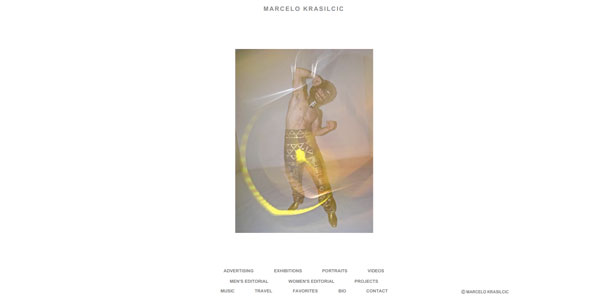 MARCELO KRASILCIC
ADVERTISING EXHIBITIONS PORTRAITS VIDEOS
MEN'S EDITORIAL WOMEN'S EDITORIAL PROJECTS
MUSIC TRAVEL FAVORITES BIO CONTACT
© MARCELO KRASILCIC